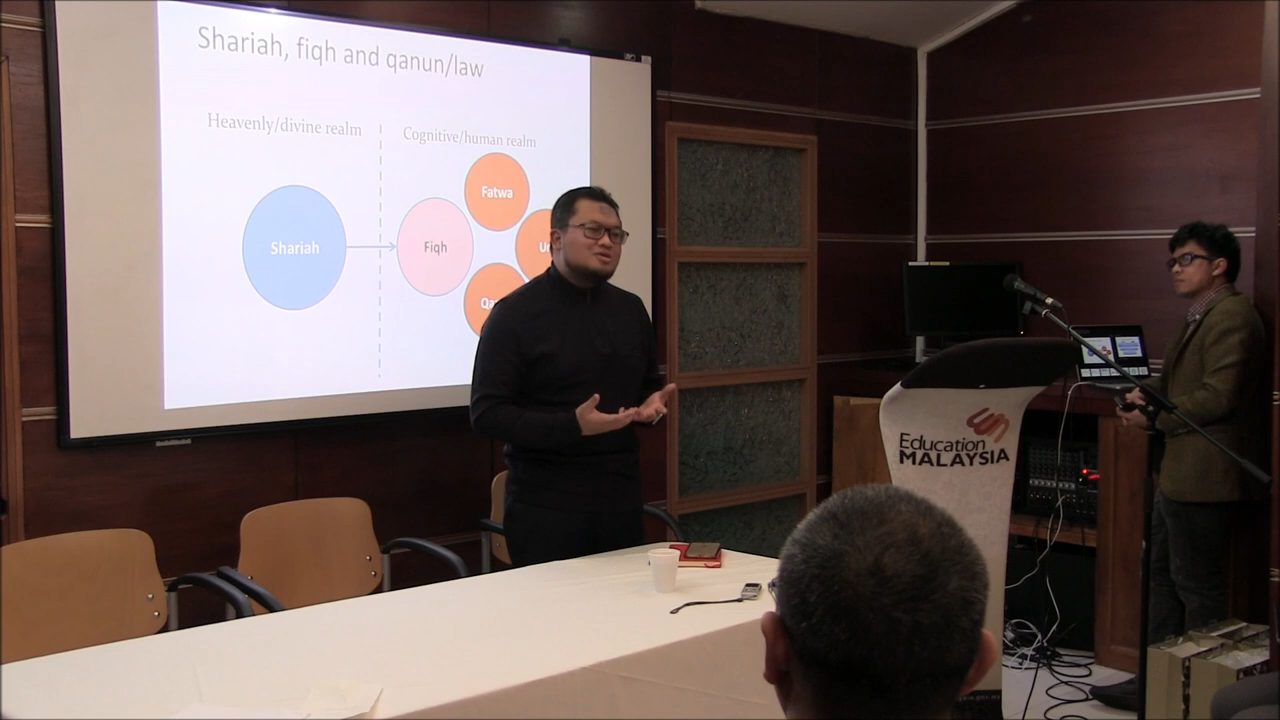 Shariah, fiqh and qanun/law
Heavenly/divine realm
Cognitive/human realm
Fatwa
Shariah
Fiqh
Education
MALAYSIA